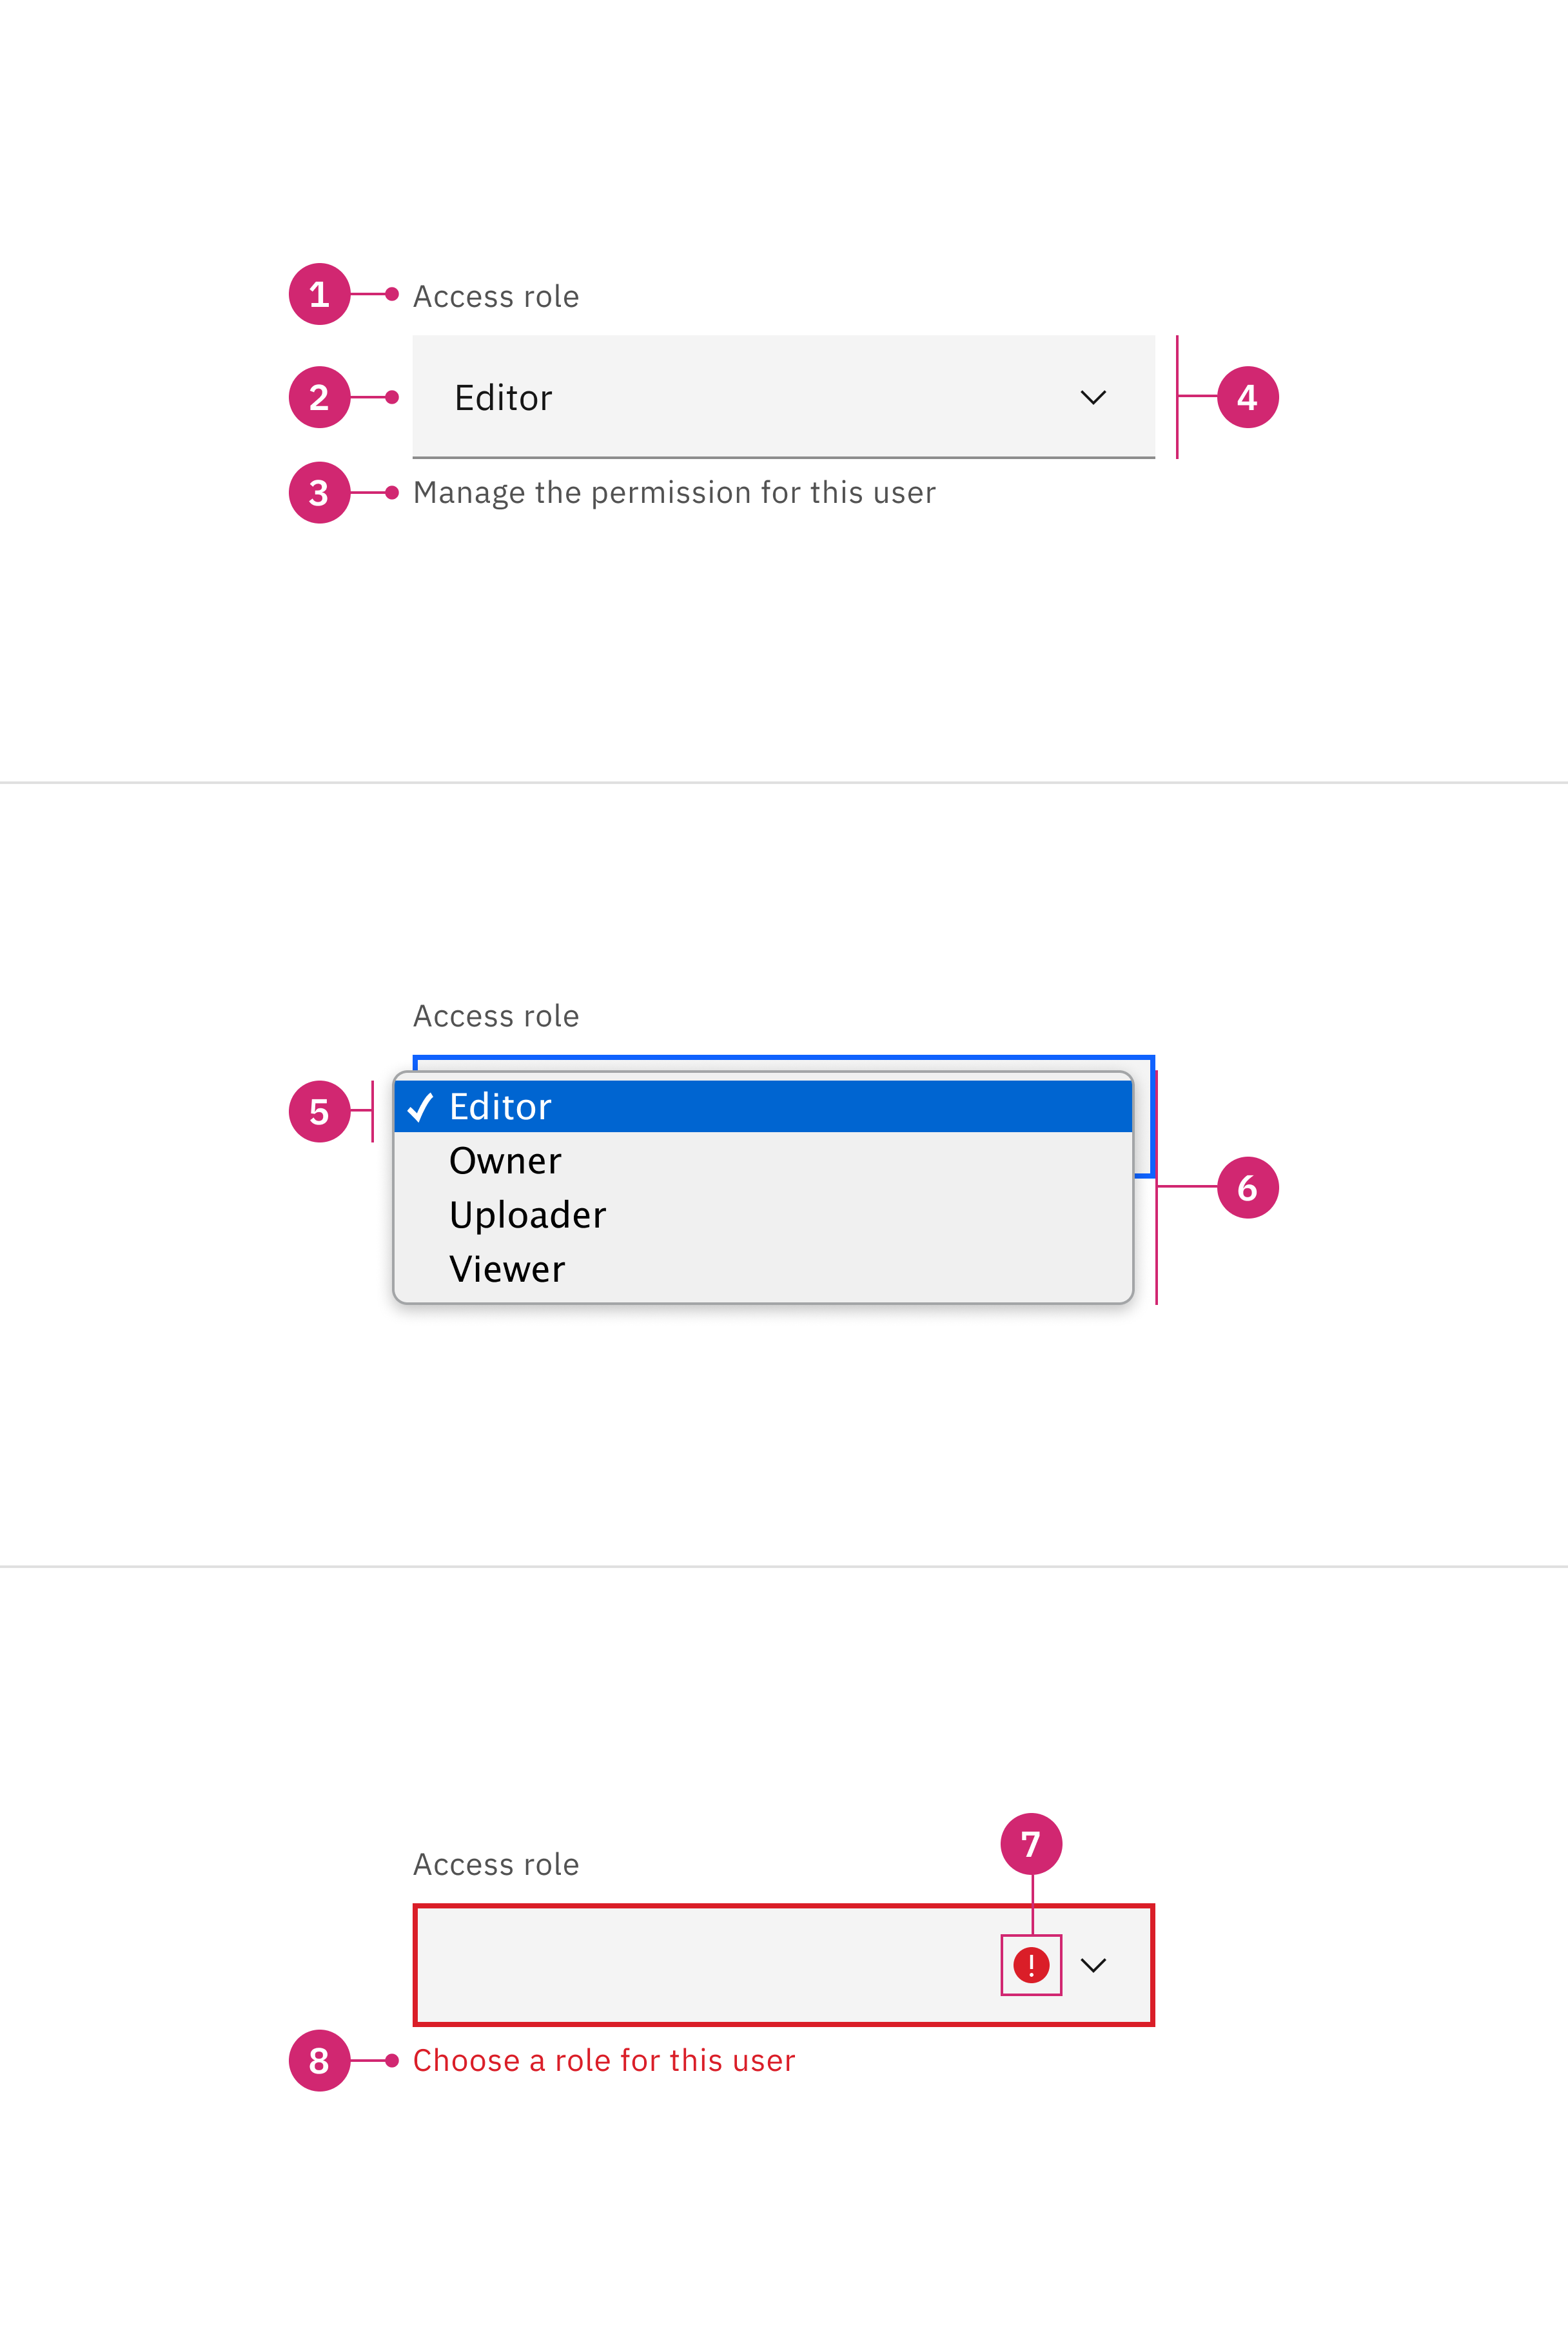 1 Access role
2 Editor 4
3 Manage the permission for this user
Access role
5 Editor
Owner
6
Uploader
Viewer
7
Access role
!
8 Choose a role for this user